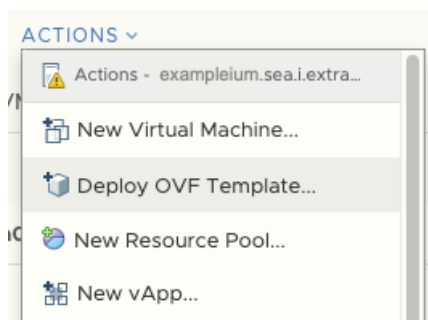 ACTIONS
Actions - exampleium.sea.i.extra...
New Virtual Machine...
Deploy OVF Template...
New Resource Pool...
New vApp...